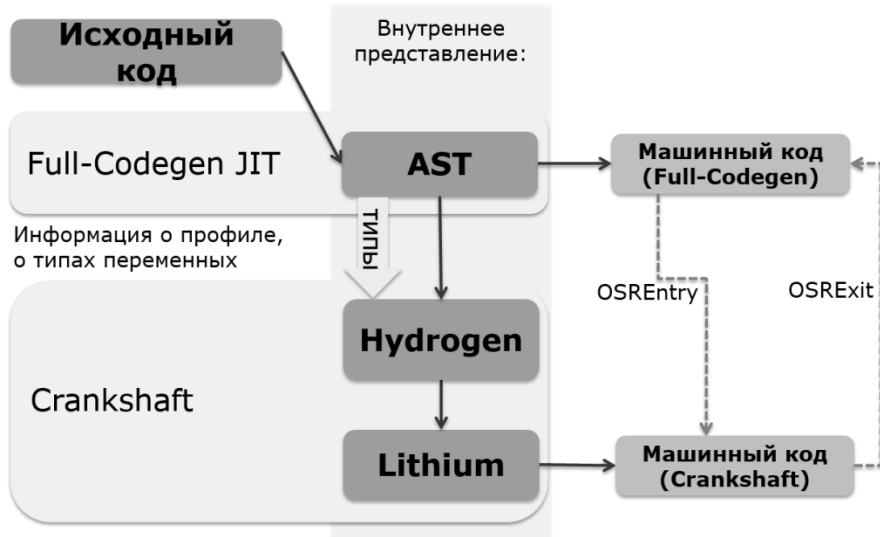 Исходный
код
Внутреннее
представление:
Full-Codegen JIT
AST
Машинный код
(Full-Codegen)
Информация о профиле,
о типах переменных
ТИПЫ
OSREntry
OSRExit
Hydrogen
Crankshaft
Lithium
Машинный код
(Crankshaft)